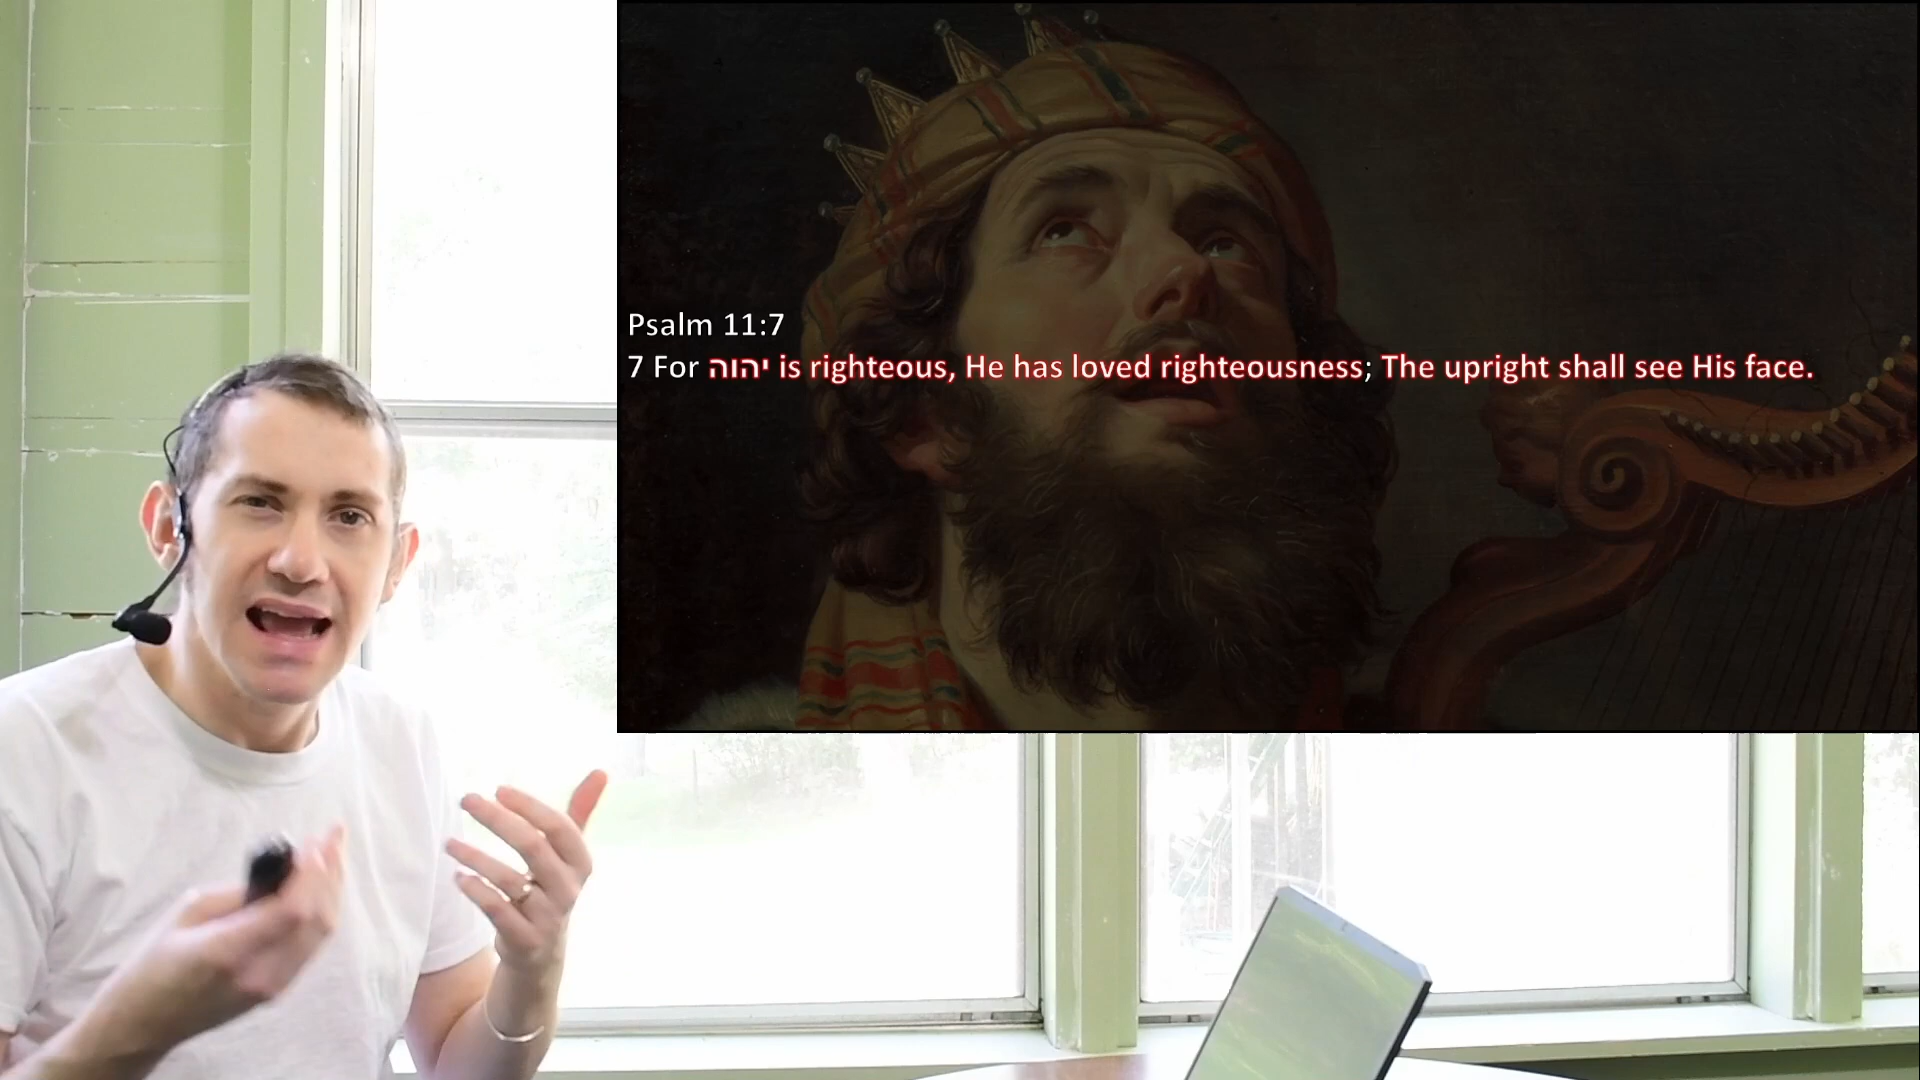 Psalm 11:7
7 For יהוה is righteous, He has loved righteousness; The upright shall see His face.